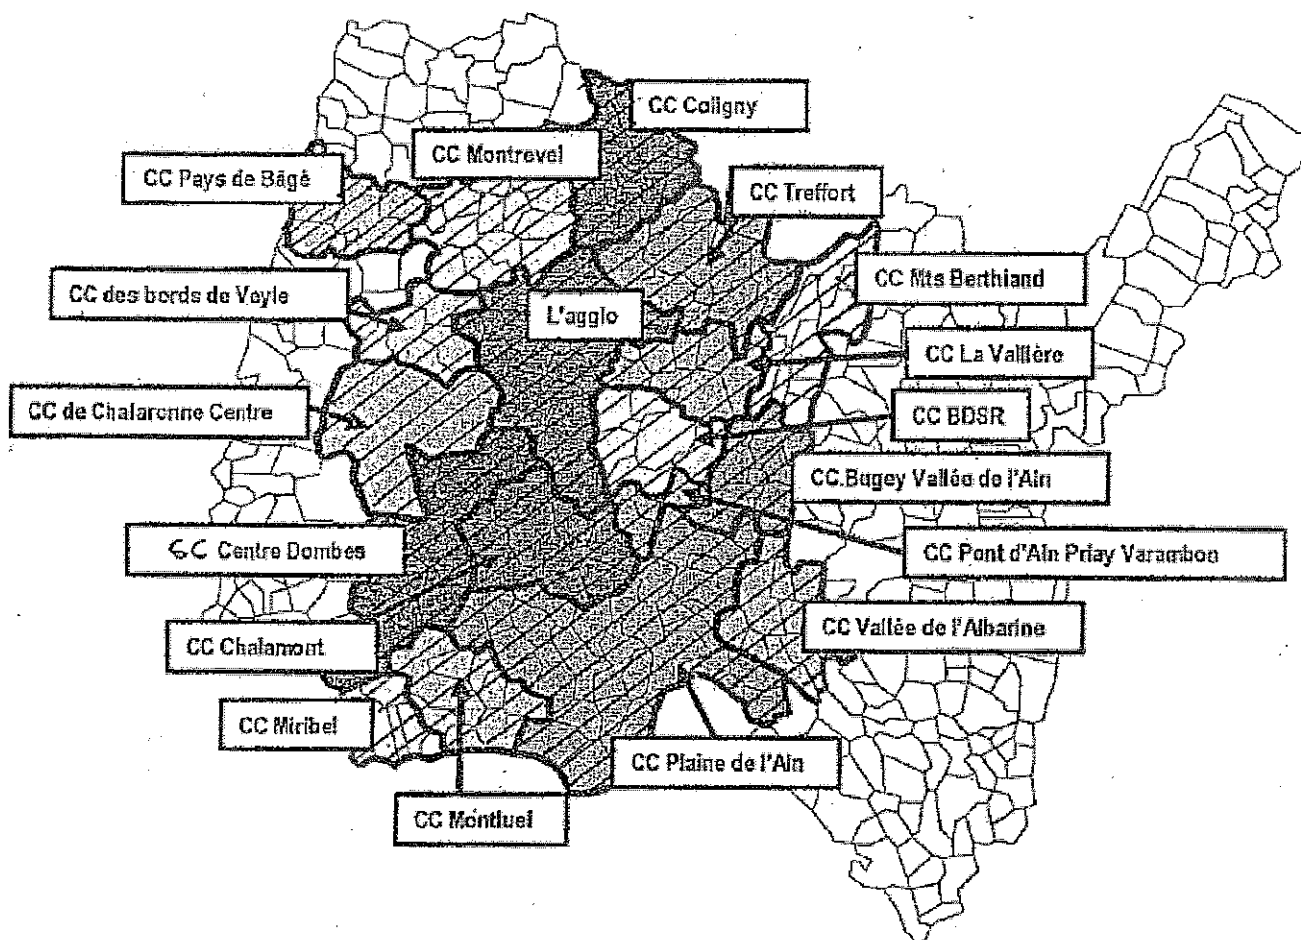 CC Coligny
CC Montrevel
CC Pays de Bâgé
CC Treffort
CC Mts Berthiand
CC des bords de Veyle
L'agglo
CC La Vallière
CC de Chalaronne Centre
CC BDSR
CC.Bugey Vallée de l'Ain
CC Centre Dombes
CC Pont d'Ain Priay Varambon
CC Chalamont
CC Vallée de l'Albarine
CC Miribel
CC Plaine de l'Ain
CC Montluel